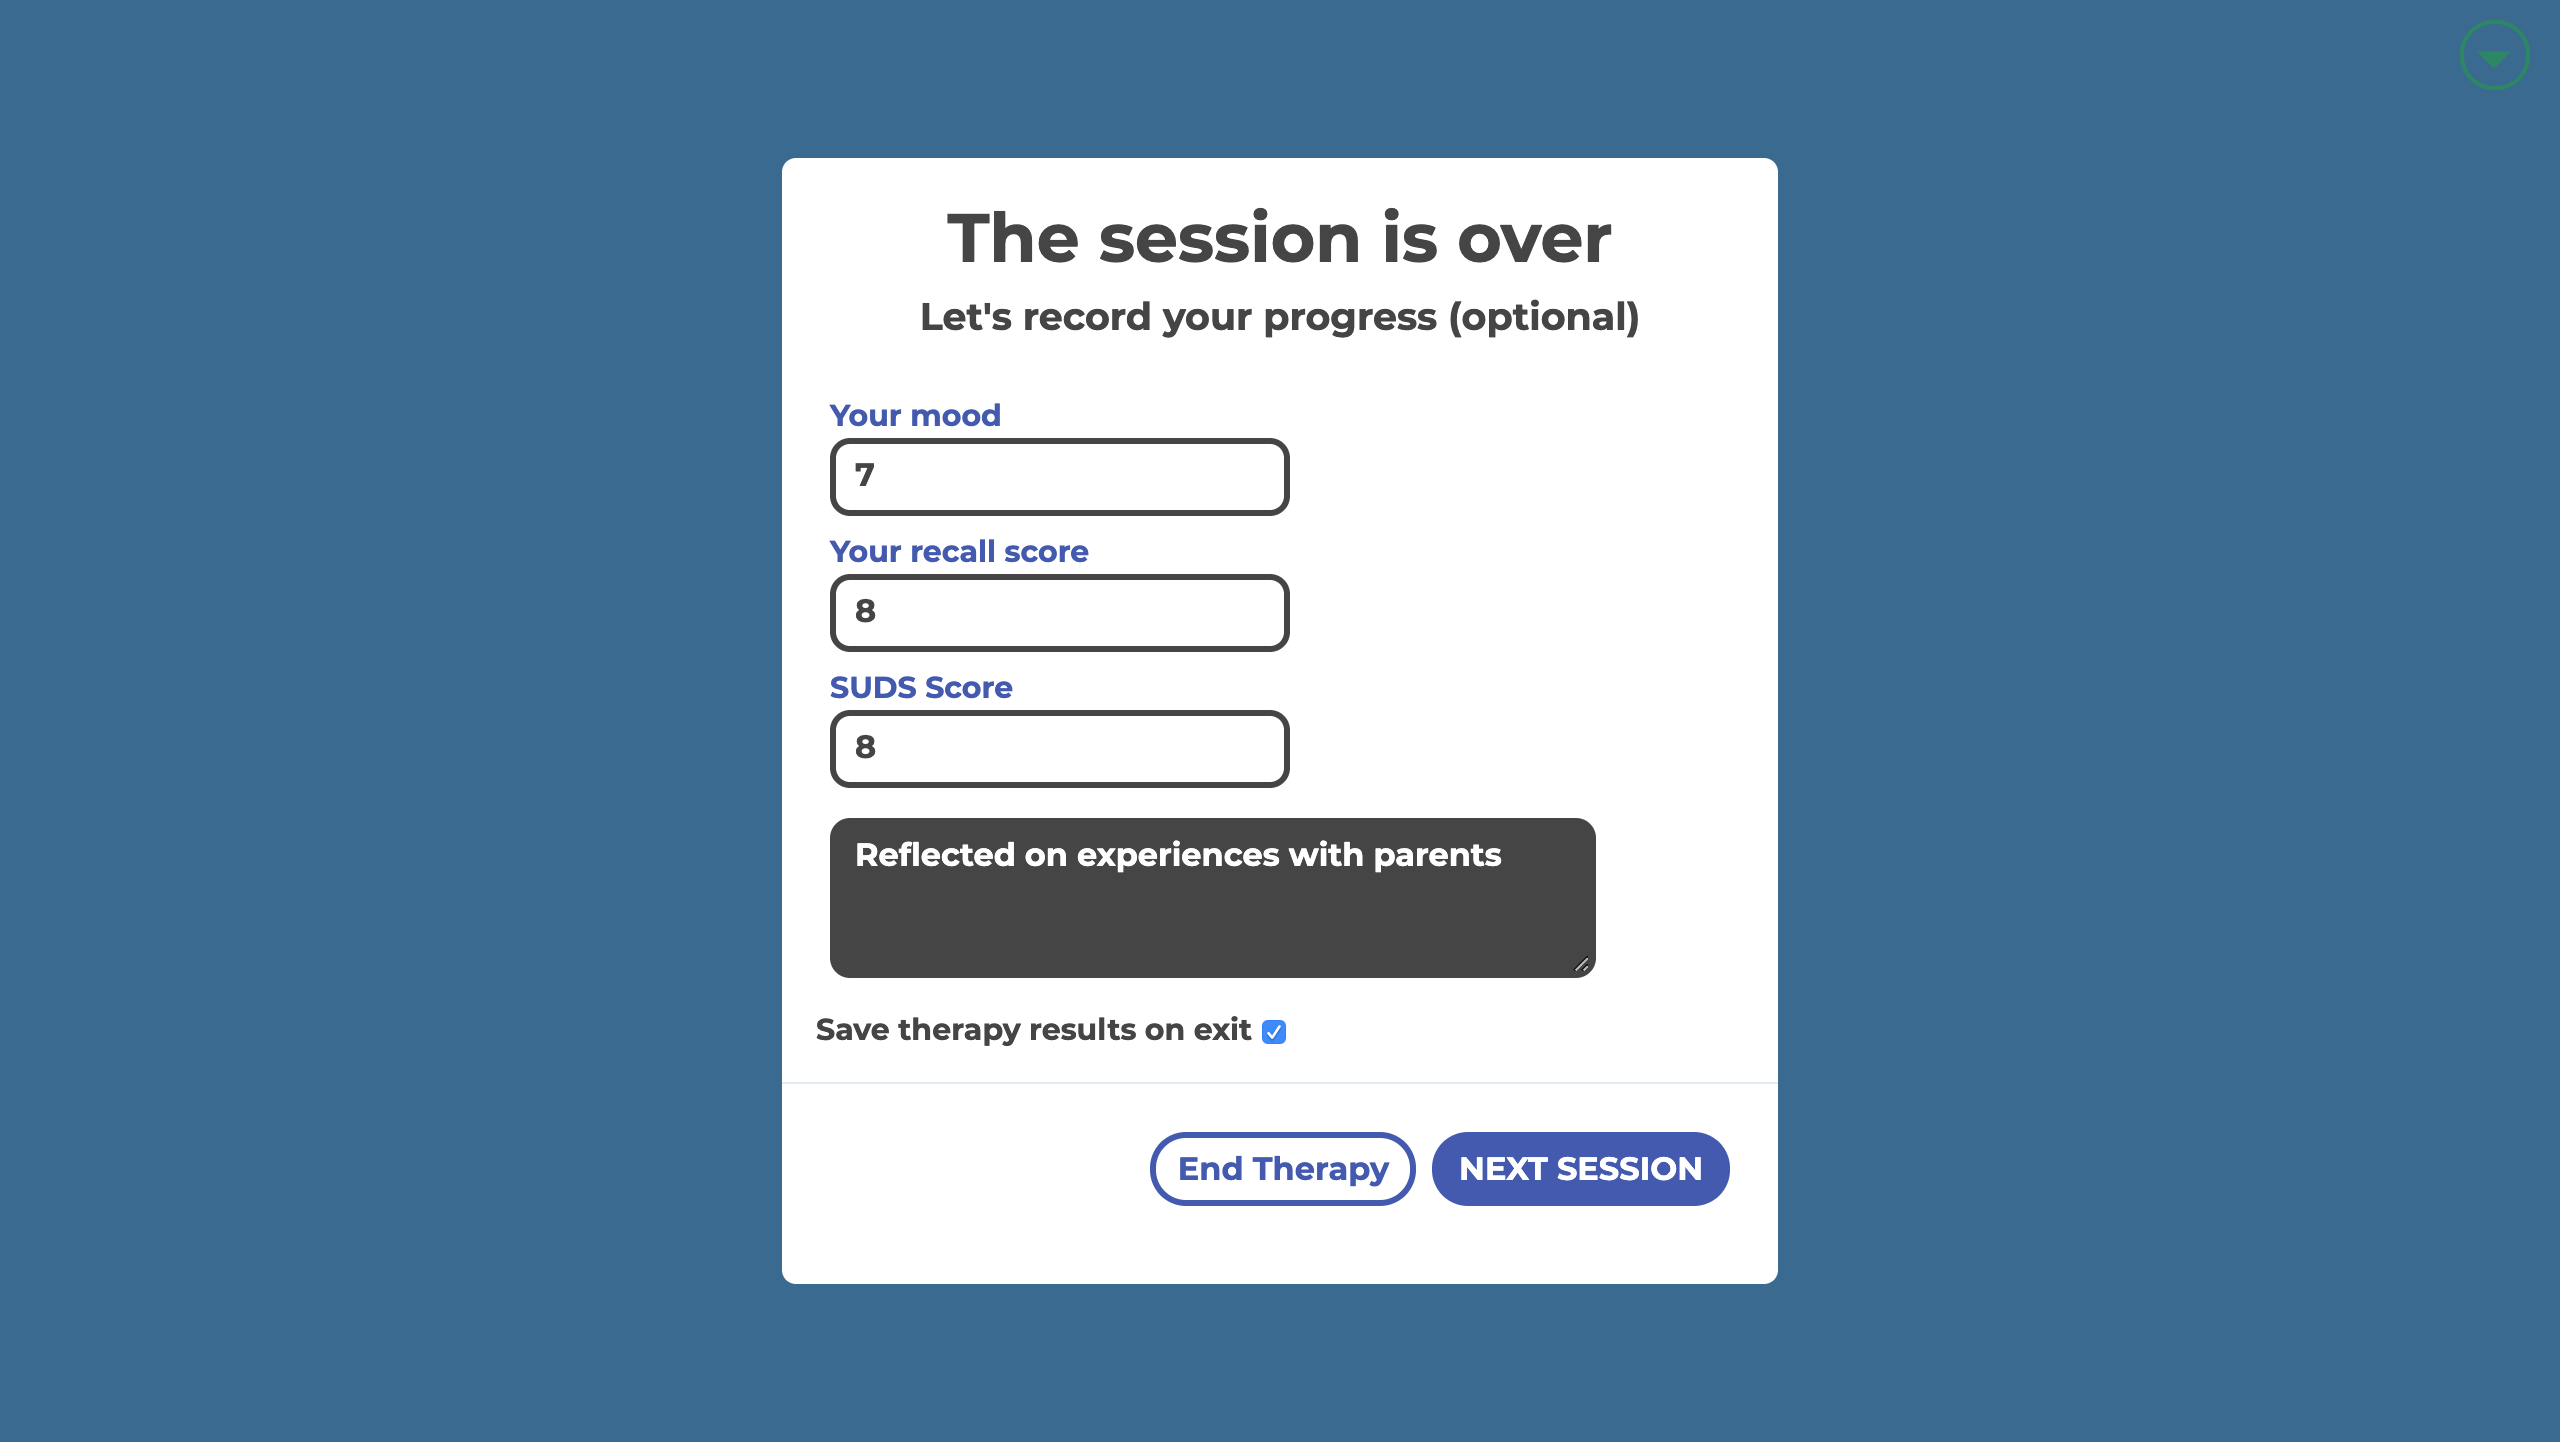 The session is over
Let's record your progress (optional)
Your mood
7
Your recall score
8
SUDS Score
8
Reflected on experiences with parents
Save therapy results on exit
End Therapy
NEXT SESSION